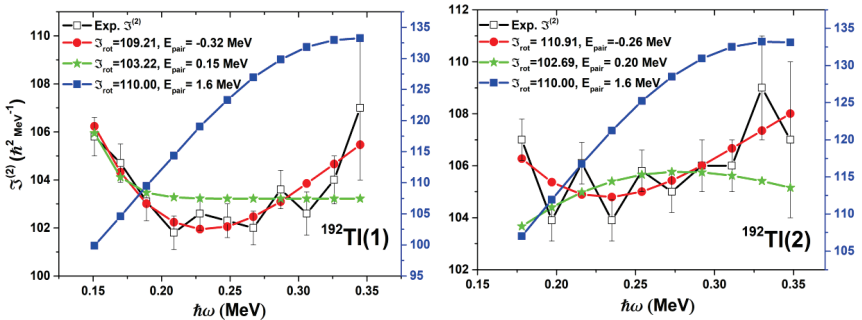 Exp. ℑ⁽²⁾
ℑrot=109.21, Epair= -0.32 MeV
ℑrot=103.22, Epair= 0.15 MeV
ℑrot=110.00, Epair= 1.6 MeV
110
108
106
104
102
100
ℑ⁽²⁾ (ℏ² MeV⁻¹)
135
130
125
120
115
110
105
100
95
¹⁹²Tl(1)
0.15 0.20 0.25 0.30 0.35
ℏω (MeV)
Exp. ℑ⁽²⁾
ℑrot= 110.91, Epair= -0.26 MeV
ℑrot=102.69, Epair= 0.20 MeV
ℑrot=110.00, Epair= 1.6 MeV
112
110
108
106
104
102
135
130
125
120
115
110
105
¹⁹²Tl(2)
0.15 0.20 0.25 0.30 0.35
ℏω (MeV)